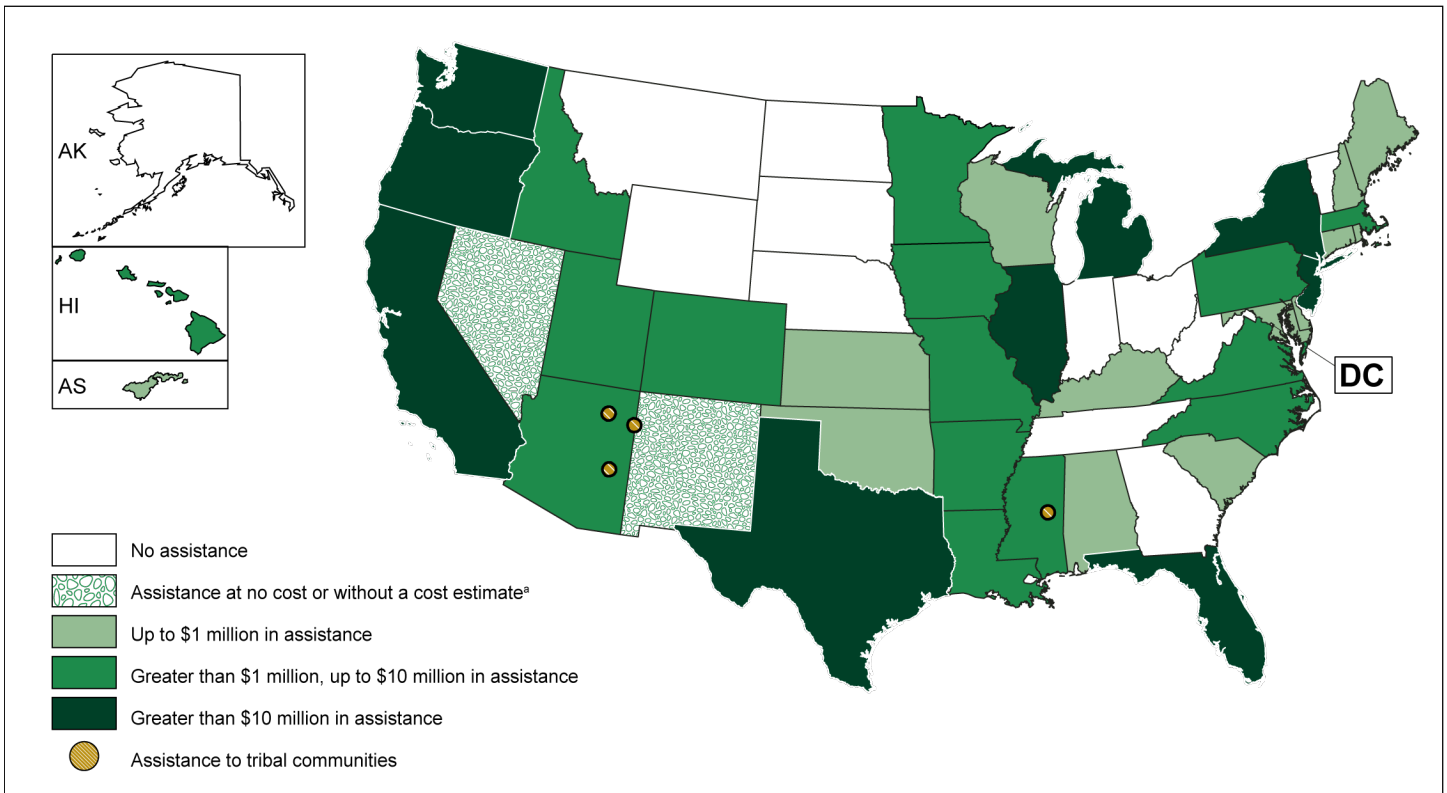 AK
HI
AS
DC
No assistance
Assistance at no cost or without a cost estimateᵃ
Up to $1 million in assistance
Greater than $1 million, up to $10 million in assistance
Greater than $10 million in assistance
Assistance to tribal communities